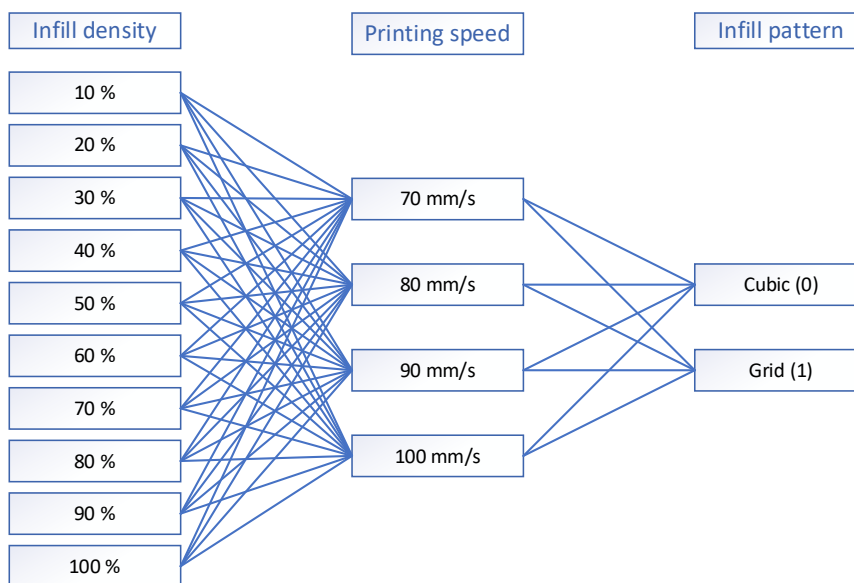 Infill density
Printing speed
Infill pattern
10 %
20 %
30 %
40 %
50 %
60 %
70 %
80 %
90 %
100 %
70 mm/s
80 mm/s
90 mm/s
100 mm/s
Cubic (0)
Grid (1)